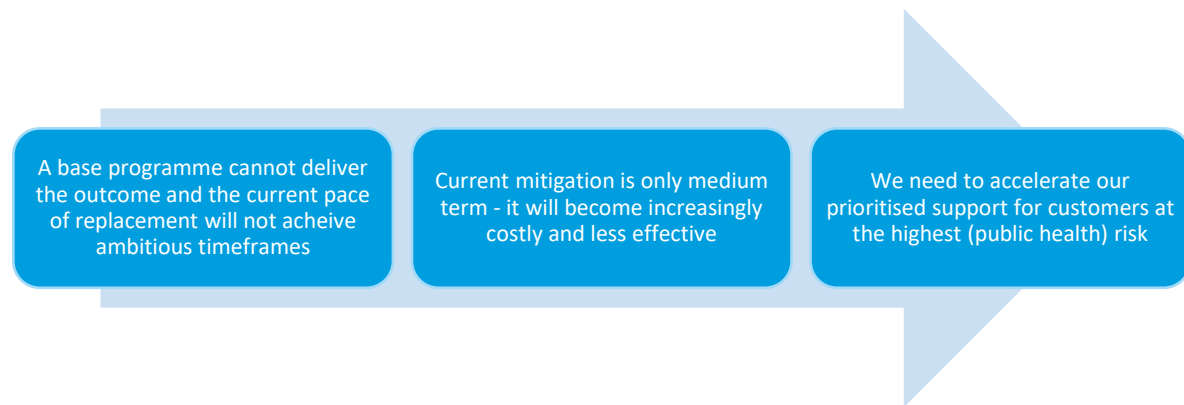 A base programme cannot deliver
the outcome and the current pace
of replacement will not acheive
ambitious timeframes
Current mitigation is only medium
term - it will become increasingly
costly and less effective
We need to accelerate our
prioritised support for customers at
the highest (public health) risk